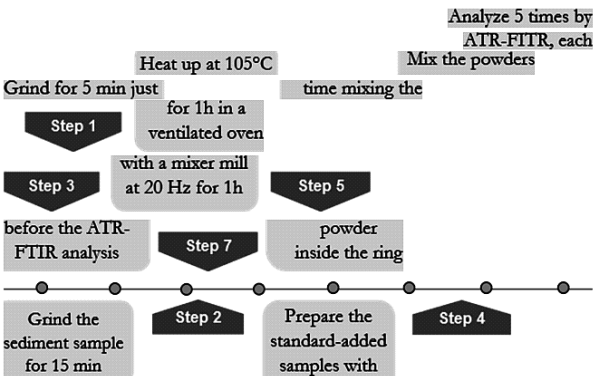 Analyze 5 times by
ATR-FITR, each
Heat up at 105°C
Mix the powders
Grind for 5 min just
time mixing the
Step 1
for 1h in a
ventilated oven
with a mixer mill
at 20 Hz for 1h
Step 3
Step 5
before the ATR-
FTIR analysis
Step 7
powder
inside the ring
Grind the
sediment sample
for 15 min
Step 2
Prepare the
standard-added
samples with
Step 4